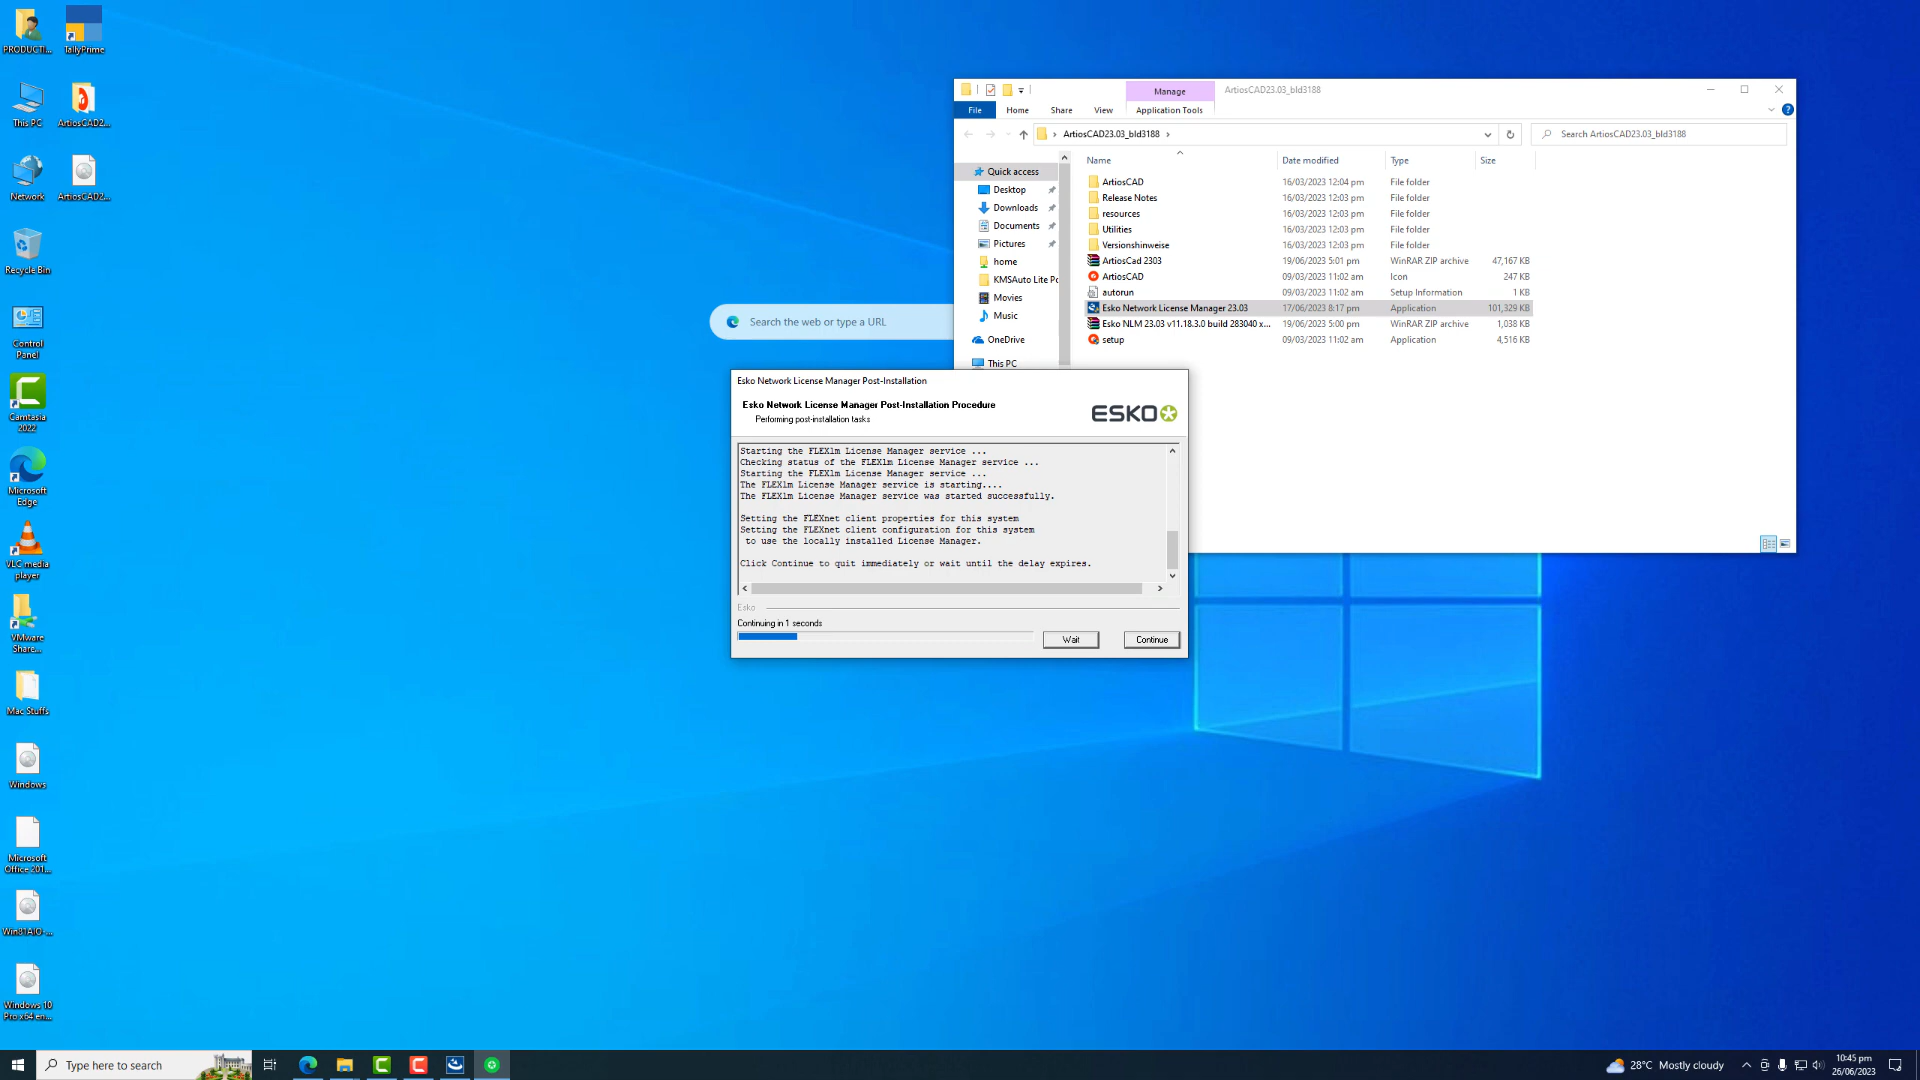 PRODUCTI...
TallyPrime
This PC
ArtiosCAD2...
Network
ArtiosCAD2...
Recycle Bin
Control
Panel
Camtasia
2022
Microsoft
Edge
VLC media
player
VMware
Share...
Mac Stuffs
Windows
Microsoft
Office 201...
Win81AIO-...
Windows 10
Pro x64 en...
Search the web or type a URL
Manage
ArtiosCAD23.03_bld3188
File
Home
Share
View
Application Tools
ArtiosCAD23.03_bld3188
Search ArtiosCAD23.03_bld3188
Quick access
Desktop
Downloads
Documents
Pictures
home
KMSAuto Lite Po
Movies
Music
OneDrive
This PC
Name Date modified Type Size
ArtiosCAD 16/03/2023 12:04 pm File folder
Release Notes 16/03/2023 12:03 pm File folder
resources 16/03/2023 12:03 pm File folder
Utilities 16/03/2023 12:03 pm File folder
Versionshinweise 16/03/2023 12:03 pm File folder
ArtiosCad 2303 19/06/2023 5:01 pm WinRAR ZIP archive 47,167 KB
ArtiosCAD 09/03/2023 11:02 am Icon 247 KB
autorun 09/03/2023 11:02 am Setup Information 1 KB
Esko Network License Manager 23.03 17/06/2023 8:17 pm Application 101,329 KB
Esko NLM 23.03 v11.18.3.0 build 283040 x... 19/06/2023 5:00 pm WinRAR ZIP archive 1,038 KB
setup 09/03/2023 11:02 am Application 4,516 KB
Esko Network License Manager Post-Installation
Esko Network License Manager Post-Installation Procedure
Performing post-installation tasks
ESKO
Starting the FLEXlm License Manager service ...
Checking status of the FLEXlm License Manager service ...
Starting the FLEXlm License Manager service ...
The FLEXlm License Manager service is starting....
The FLEXlm License Manager service was started successfully.
Setting the FLEXnet client properties for this system
Setting the FLEXnet client configuration for this system
to use the locally installed License Manager.
Click Continue to quit immediately or wait until the delay expires.
Esko
Continuing in 1 seconds
Wait
Continue
Type here to search
28°C Mostly cloudy
10:45 pm
26/06/2023